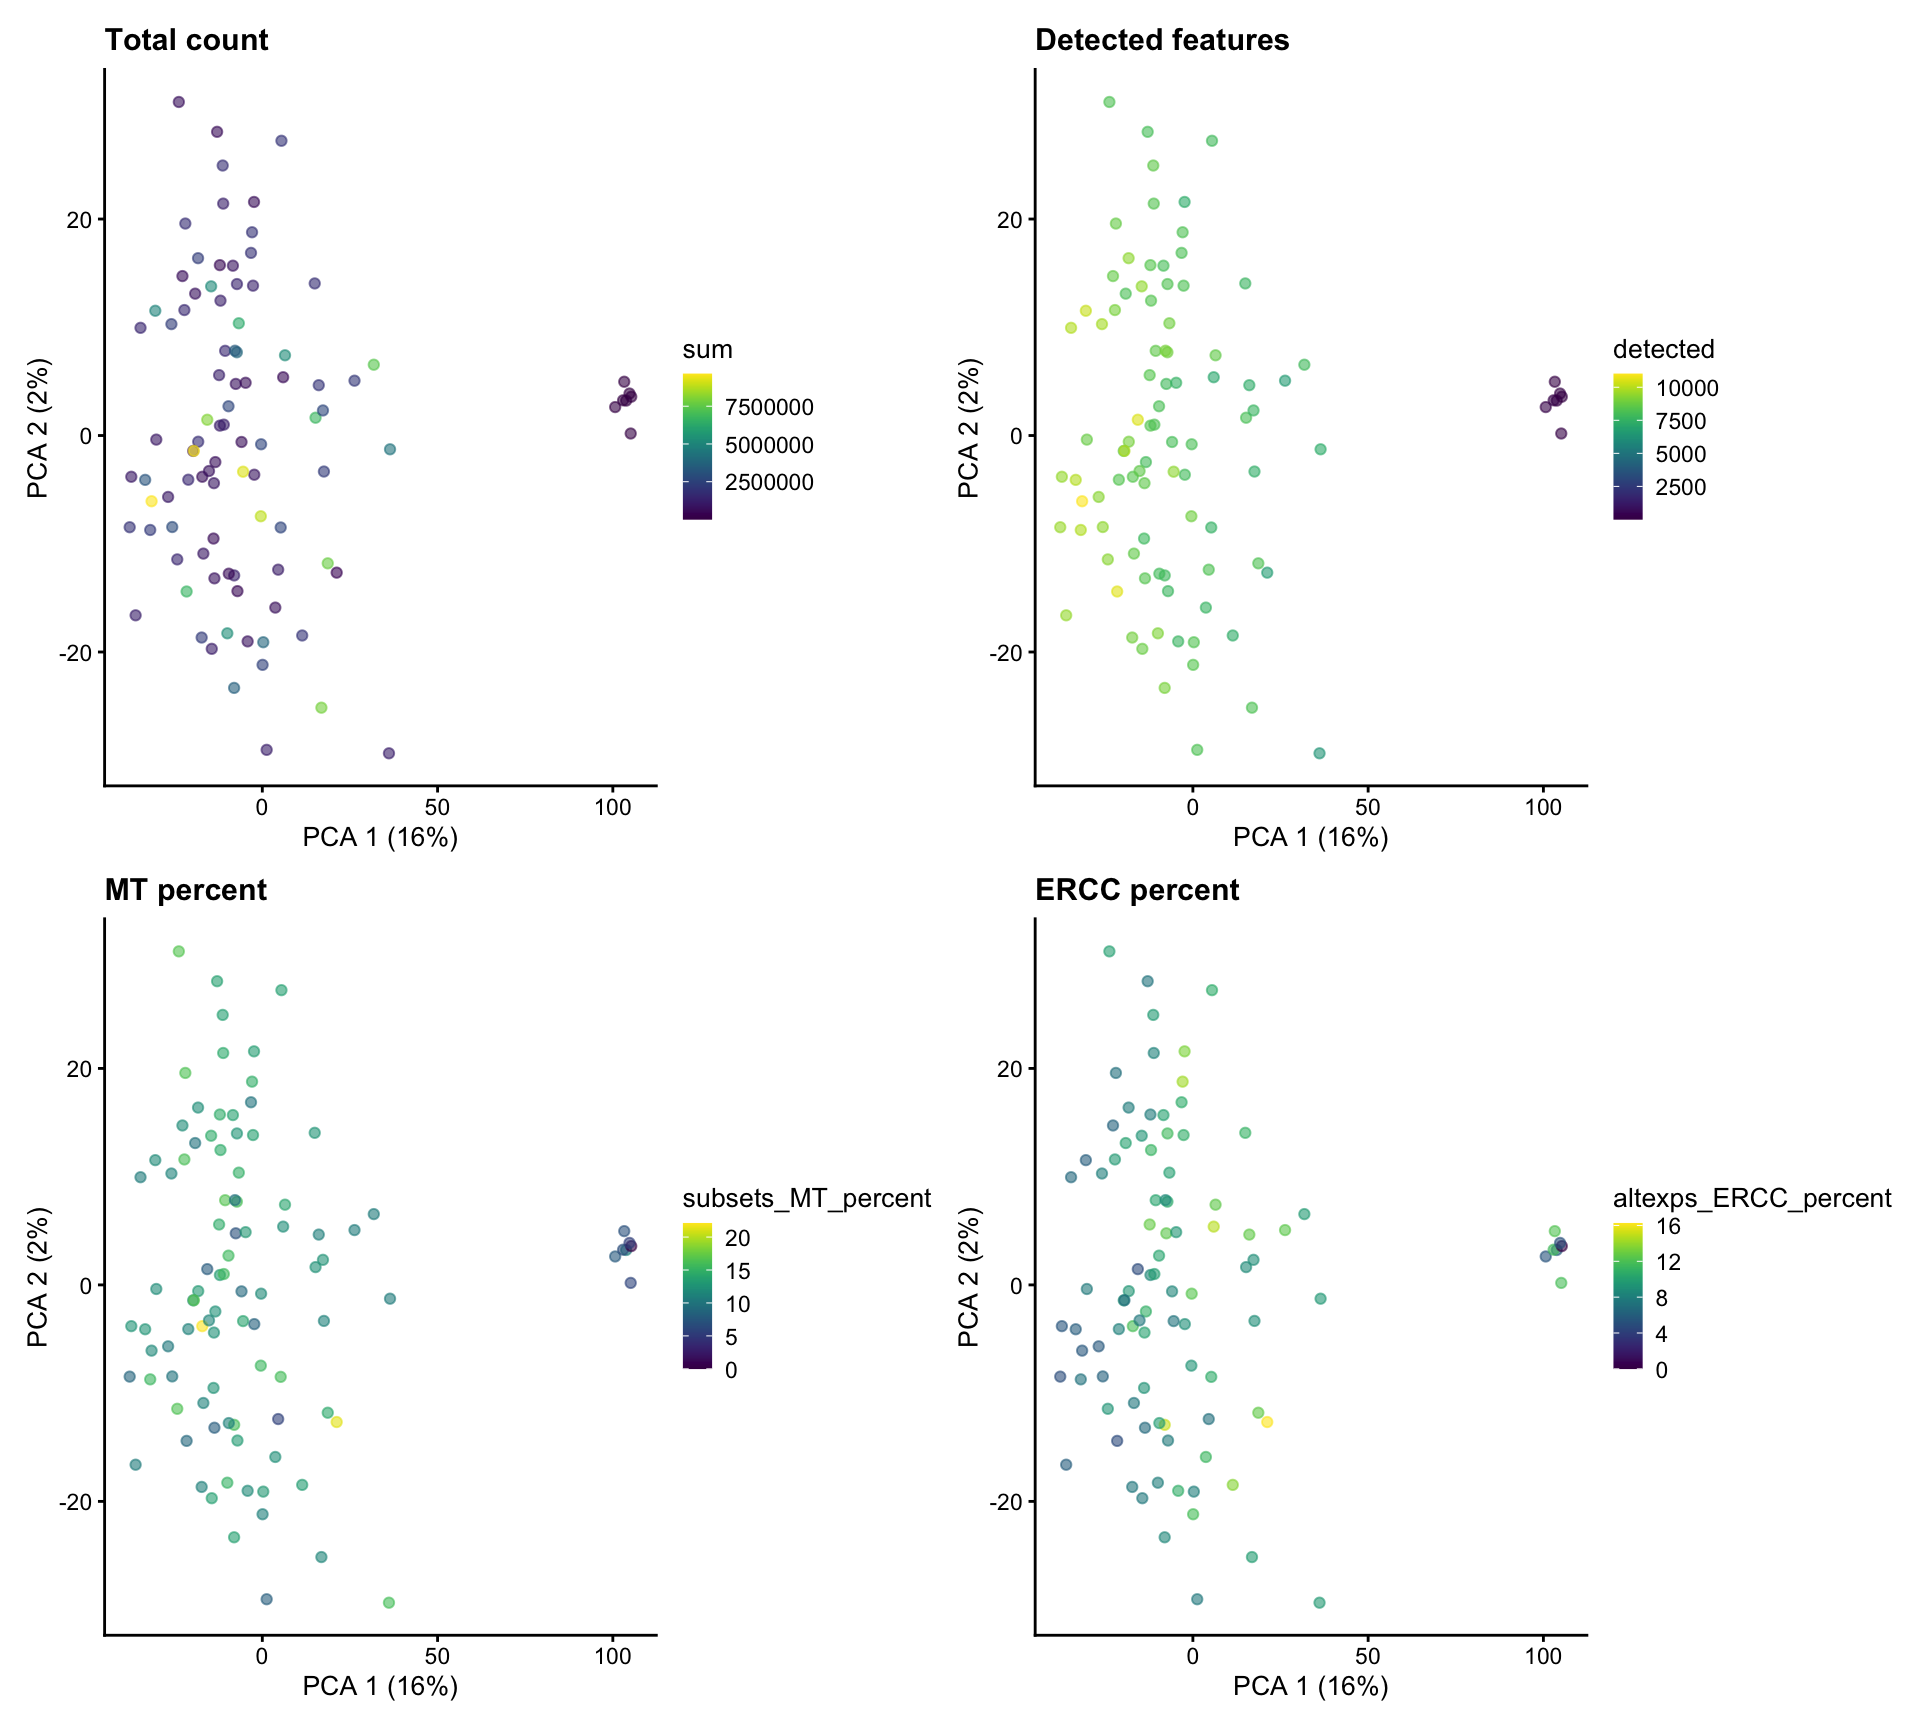 Total count
20
0
-20
PCA 2 (2%)
0 50 100
PCA 1 (16%)
sum
7500000
5000000
2500000
Detected features
20
0
-20
PCA 2 (2%)
0 50 100
PCA 1 (16%)
detected
10000
7500
5000
2500
MT percent
20
0
-20
PCA 2 (2%)
0 50 100
PCA 1 (16%)
subsets_MT_percent
20
15
10
5
0
ERCC percent
20
0
-20
PCA 2 (2%)
0 50 100
PCA 1 (16%)
altexps_ERCC_percent
16
12
8
4
0